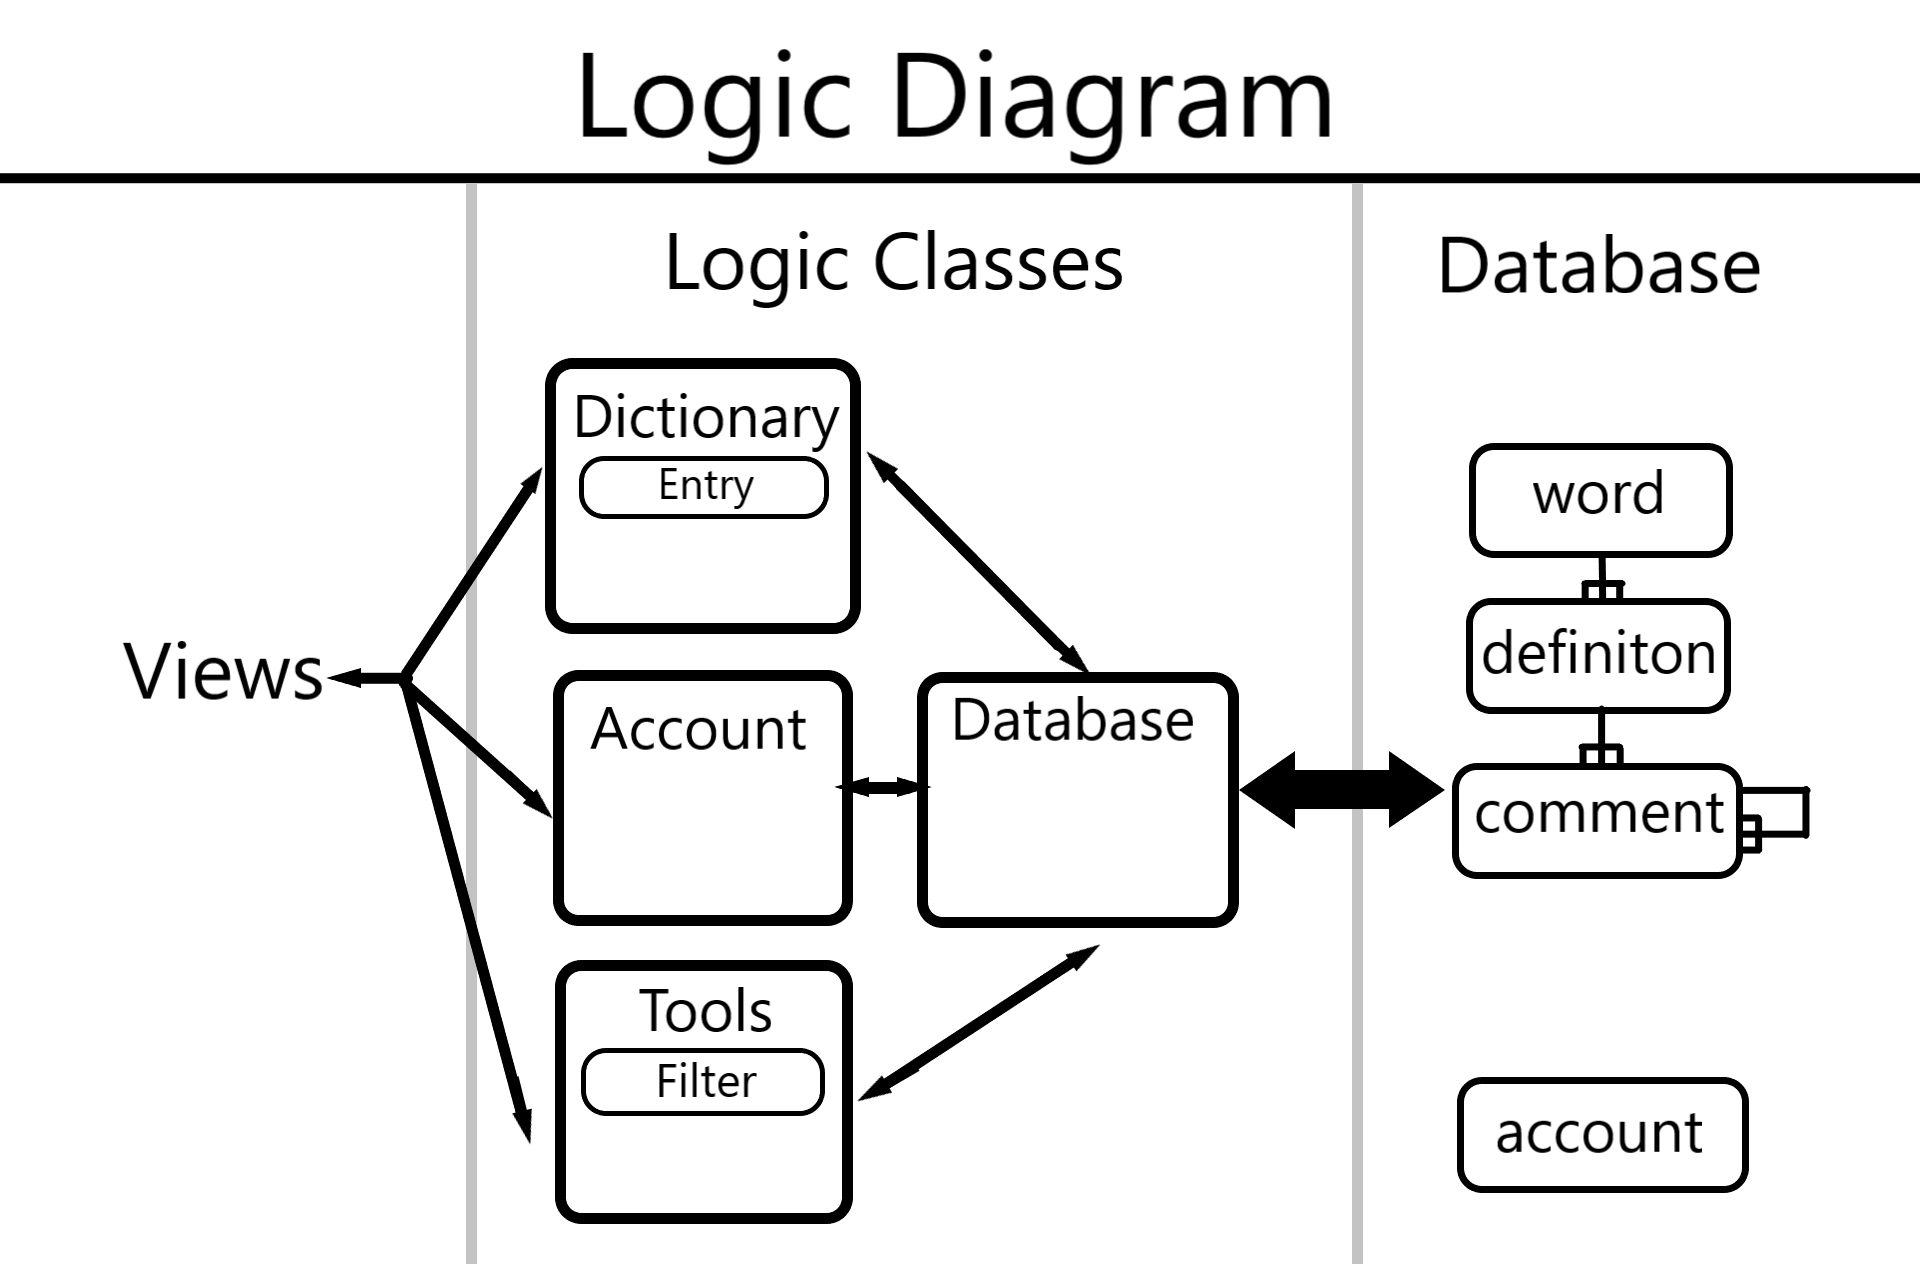 Logic Diagram
Logic Classes
Database
Views
Dictionary
Entry
Account
Database
Tools
Filter
word
definiton
comment
account